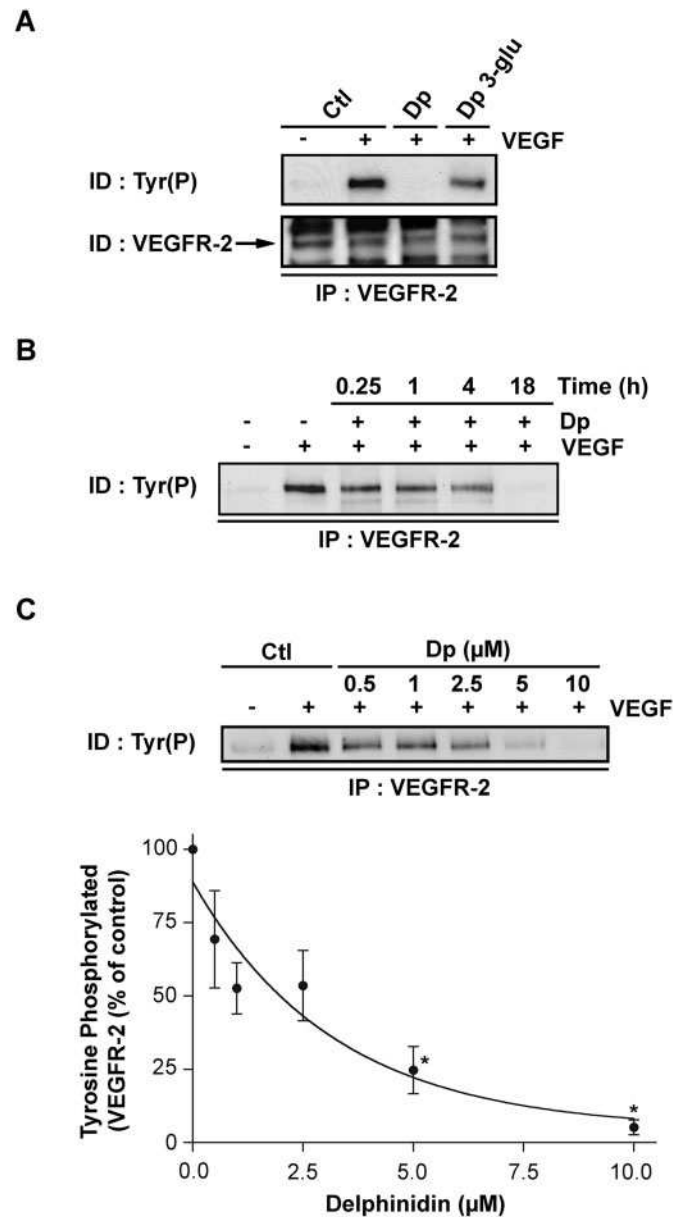 A
Ctl Dp Dp 3-glu
- + + + VEGF
ID : Tyr(P)
ID : VEGFR-2
IP : VEGFR-2
B
0.25 1 4 18 Time (h)
- - + + + + Dp
- + + + + + VEGF
ID : Tyr(P)
IP : VEGFR-2
C
Ctl Dp (µM)
0.5 1 2.5 5 10
- + + + + + + VEGF
ID : Tyr(P)
IP : VEGFR-2
Tyrosine Phosphorylated
(VEGFR-2 (% of control)
100
75
50
25
0
* *
0.0 2.5 5.0 7.5 10.0
Delphinidin (µM)